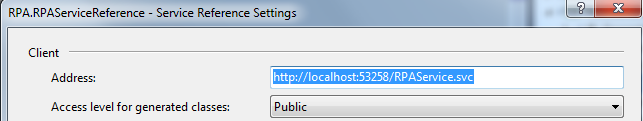 RPA.RPAServiceReference - Service Reference Settings
?
Client
Address: http://localhost:53258/RPAService.svc
Access level for generated classes: Public